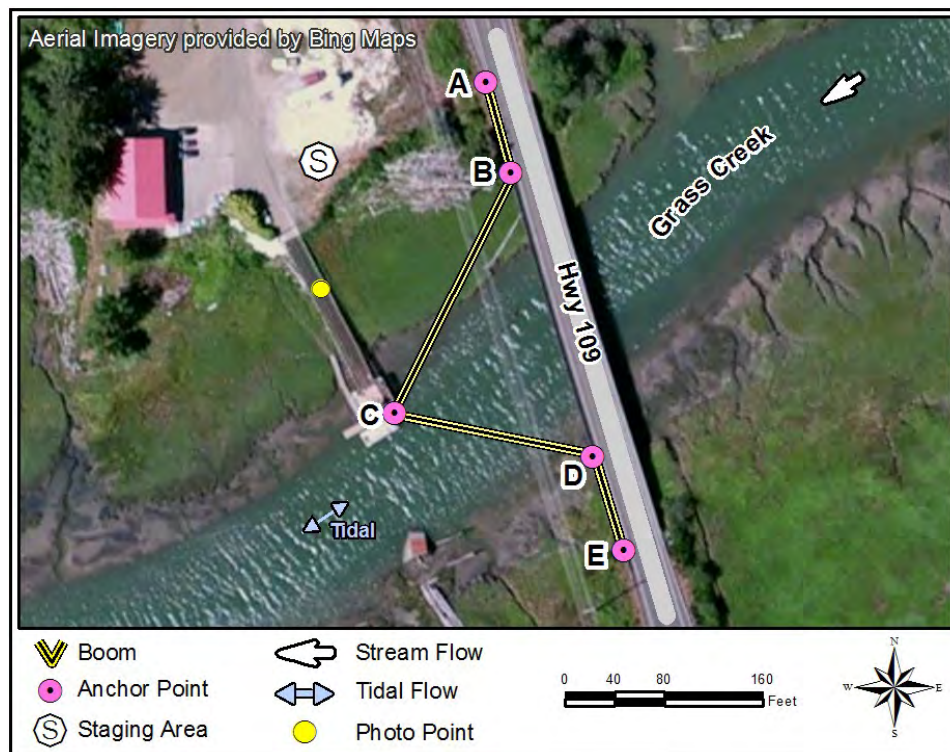 Aerial Imagery provided by Bing Maps
A
B
S
Grass Creek
Hwy 109
C
D
Tidal
E
Boom
Stream Flow
Anchor Point
Tidal Flow
S
Staging Area
Photo Point
0 40 80 160
Feet
N
W E
S